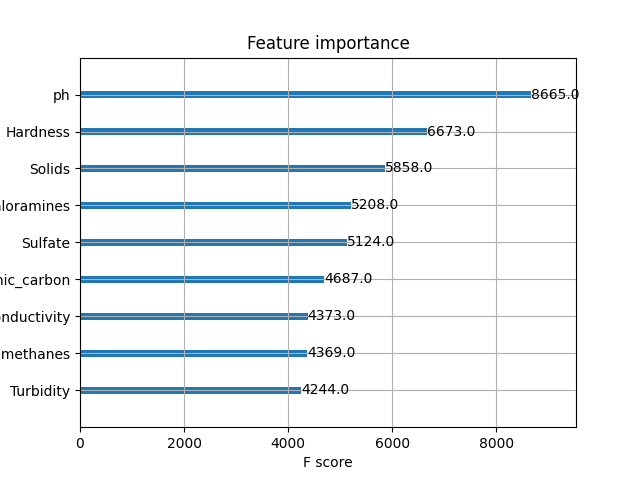 Feature importance
ph 8665.0
Hardness 6673.0
Solids 5858.0
loramines 5208.0
Sulfate 5124.0
nic_carbon 4687.0
onductivity 4373.0
methanes 4369.0
Turbidity 4244.0
0 2000 4000 6000 8000
F score